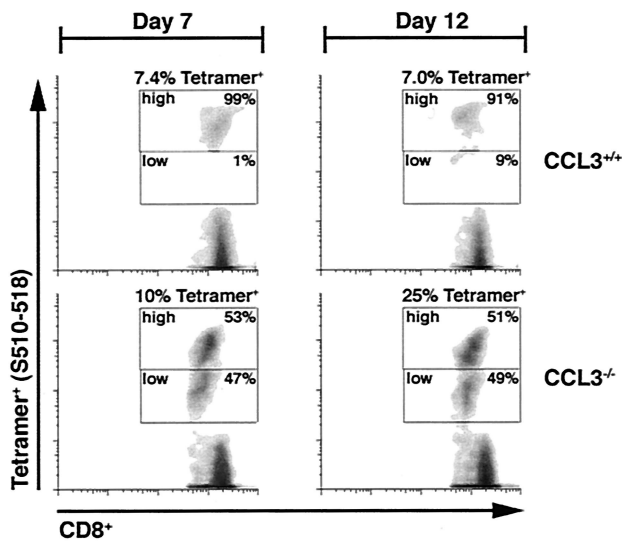 Day 7 Day 12
7.4% Tetramer⁺ 7.0% Tetramer⁺
high 99% high 91%
low 1% low 9% CCL3⁺/⁺
10% Tetramer⁺ 25% Tetramer⁺
high 53% high 51%
low 47% low 49% CCL3⁻/⁻
Tetramer⁺ (S510-518)
CD8⁺